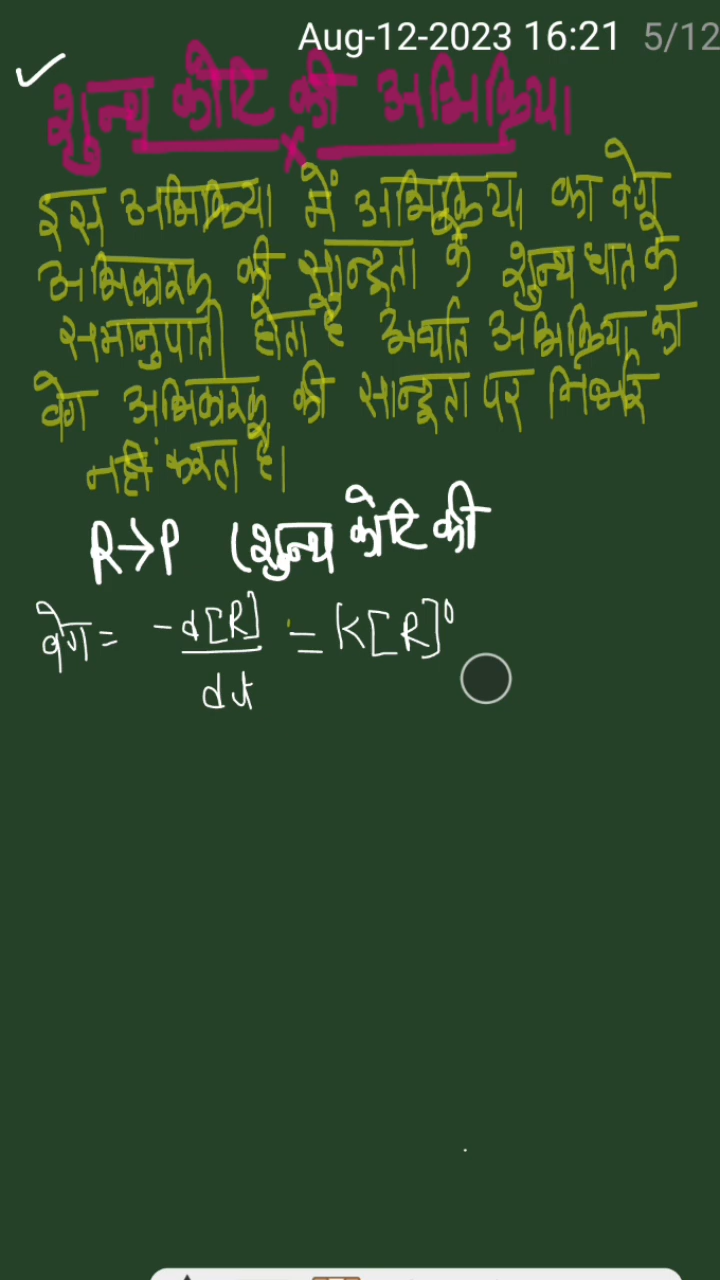 Aug-12-2023 16:21 5/12
शुन्य कोटि की अभिक्रिया
इस अभिक्रिया में अभिक्रिया का वेग
अभिकारक की सान्द्रता के शुन्य घात के
समानुपाती होता है अर्थात अभिक्रिया का
वेग अभिकारक की सान्द्रता पर निर्भर
नहीं करता है।
R→P (शुन्य कोटि की
वेग = -d[R]/dt = K[R]⁰